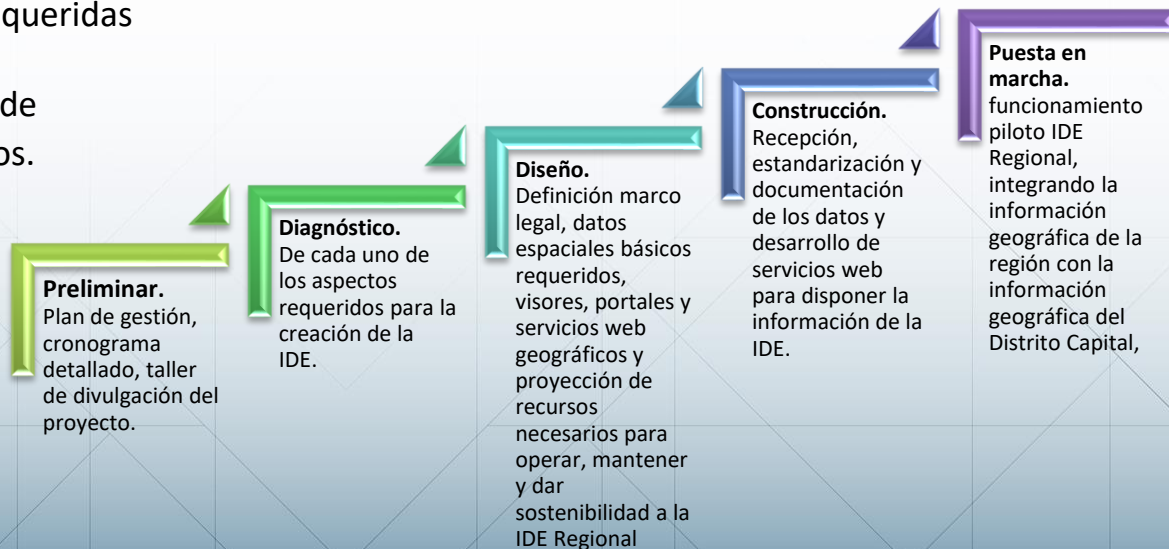 queridas
de
os.
Preliminar.
Plan de gestión,
cronograma
detallado, taller
de divulgación del
proyecto.
Diagnóstico.
De cada uno de
los aspectos
requeridos para la
creación de la
IDE.
Diseño.
Definición marco
legal, datos
espaciales básicos
requeridos,
visores, portales y
servicios web
geográficos y
proyección de
recursos
necesarios para
operar, mantener
y dar
sostenibilidad a la
IDE Regional
Construcción.
Recepción,
estandarización y
documentación
de los datos y
desarrollo de
servicios web
para disponer la
información de la
IDE.
Puesta en
marcha.
funcionamiento
piloto IDE
Regional,
integrando la
información
geográfica de la
región con la
información
geográfica del
Distrito Capital,